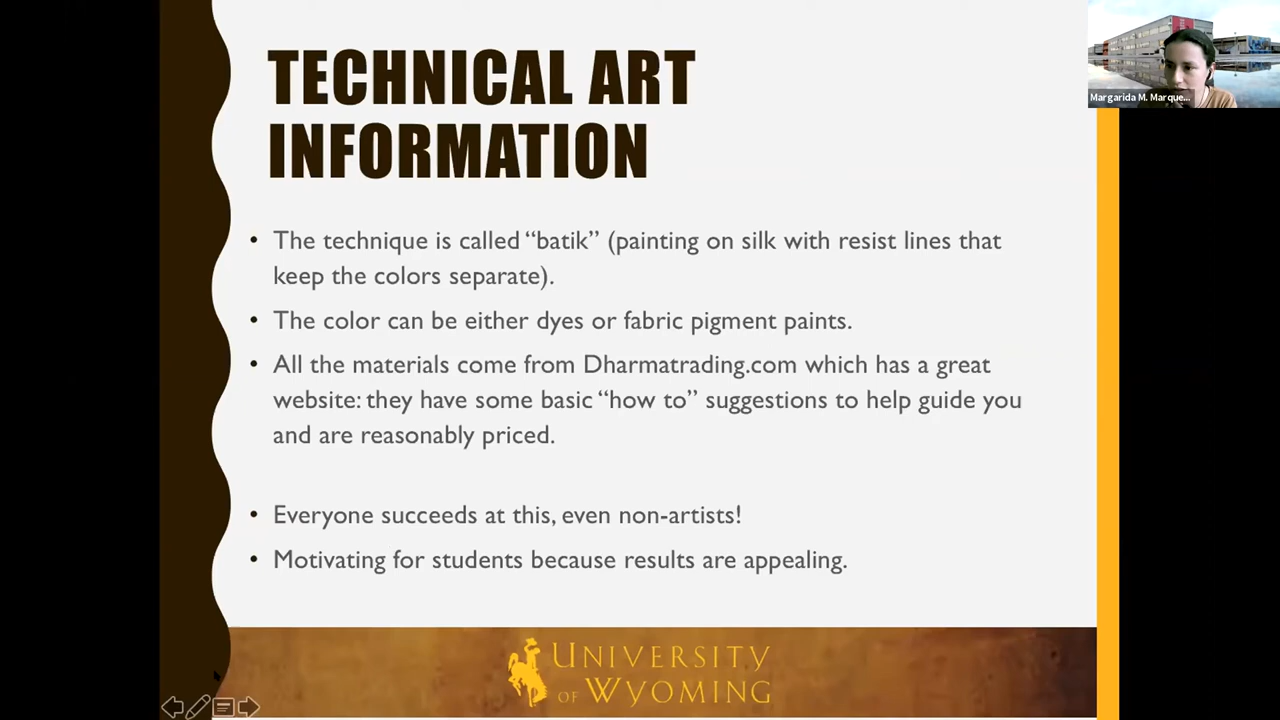 TECHNICAL ART
INFORMATION
Margarida M. Marque...
• The technique is called “batik” (painting on silk with resist lines that
keep the colors separate).
• The color can be either dyes or fabric pigment paints.
• All the materials come from Dharmatrading.com which has a great
website: they have some basic “how to” suggestions to help guide you
and are reasonably priced.
• Everyone succeeds at this, even non-artists!
• Motivating for students because results are appealing.
UNIVERSITY
OF WYOMING